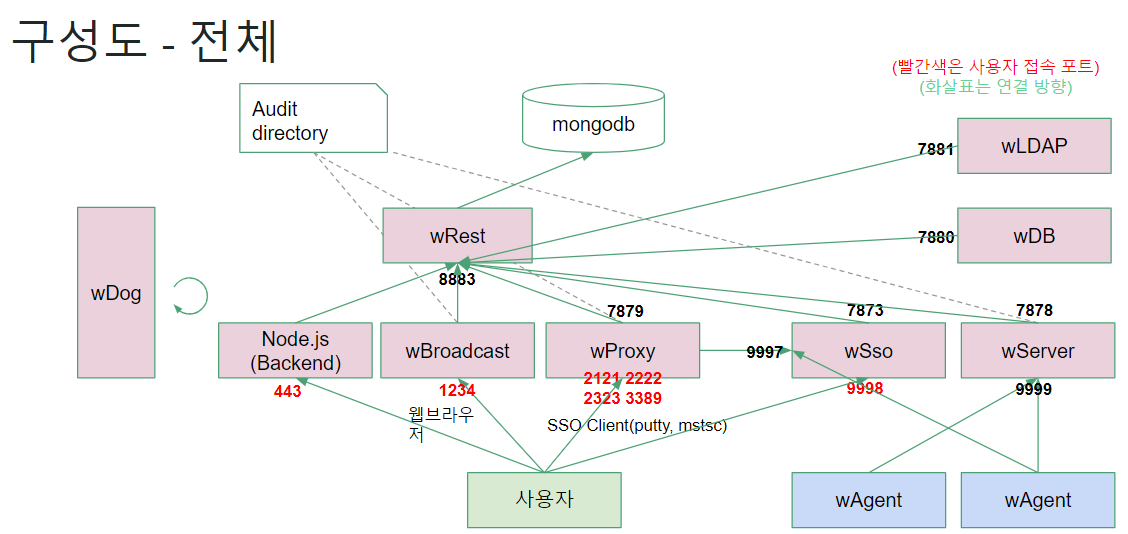 구성도 - 전체
(빨간색은 사용자 접속 포트)
(화살표는 연결 방향)
Audit
directory
mongodb
7881
wLDAP
wRest
7880
wDB
wDog
8883
7879
7873
7878
Node.js
(Backend)
wBroadcast
wProxy
9997
wSso
wServer
443
1234
2121 2222
2323 3389
9998
9999
웹브라우
저
SSO Client(putty, mstsc)
사용자
wAgent
wAgent